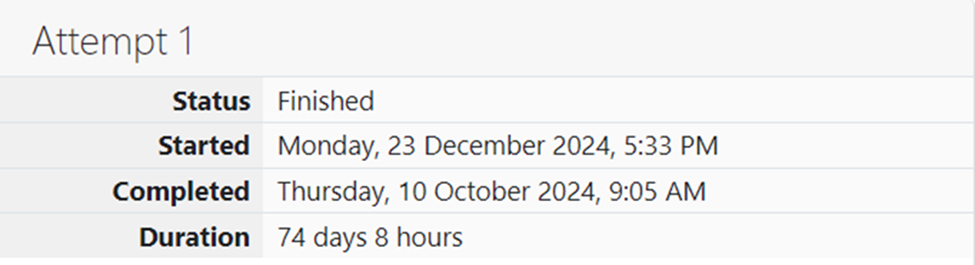 Attempt 1
Status Finished
Started Monday, 23 December 2024, 5:33 PM
Completed Thursday, 10 October 2024, 9:05 AM
Duration 74 days 8 hours